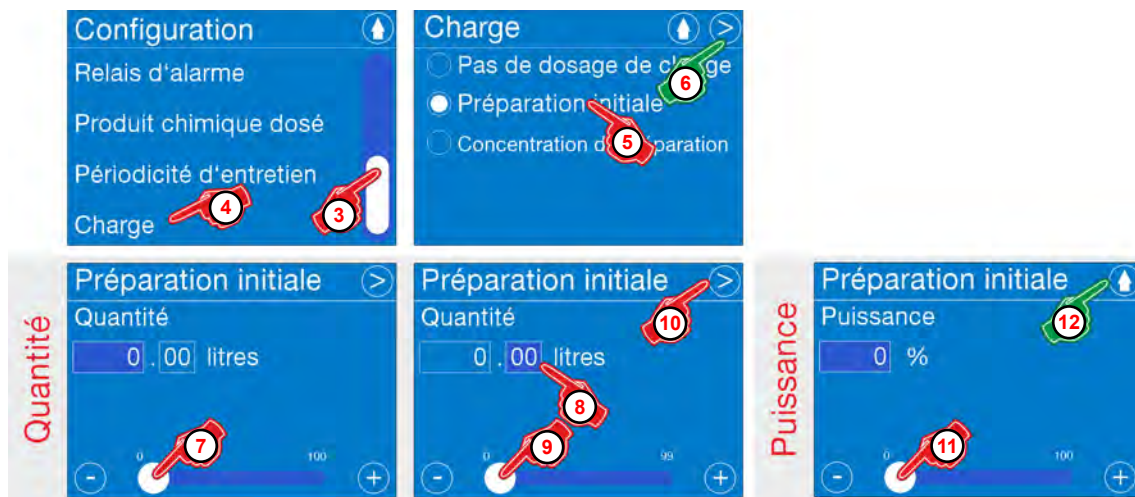 Configuration
Relais d'alarme
Produit chimique dosé
Périodicité d'entretien
Charge
3
4
Charge
>
Pas de dosage de charge
Préparation initiale
Concentration de préparation
5
6
Quantité
Préparation initiale
>
Quantité
0 . 00 litres
7
0 100
- +
Préparation initiale
>
Quantité
0 . 00 litres
8
9
10
0 99
- +
Puissance
Préparation initiale
Puissance
0 %
11
12
0 100
- +